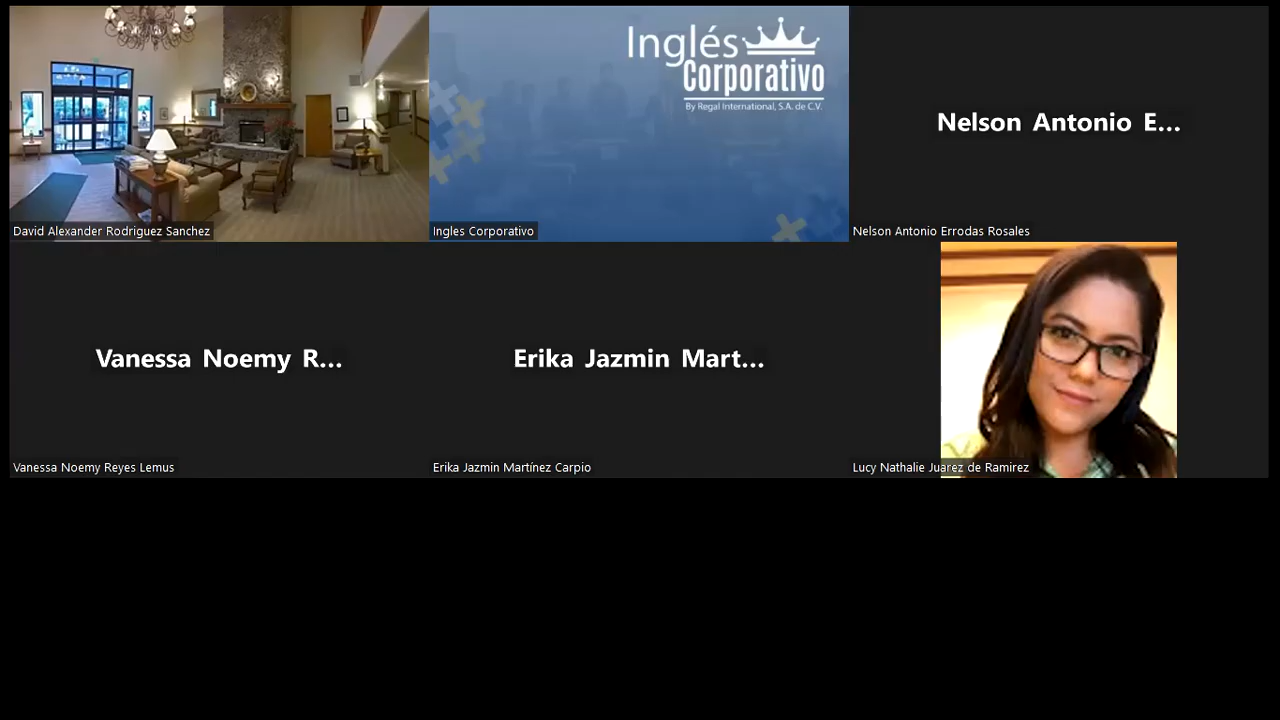 Inglés
Corporativo
By Regal International, S.A. de C.V.
Nelson Antonio E...
David Alexander Rodriguez Sanchez
Ingles Corporativo
Nelson Antonio Errodas Rosales
Vanessa Noemy R...
Erika Jazmin Mart...
Vanessa Noemy Reyes Lemus
Erika Jazmin Martínez Carpio
Lucy Nathalie Juarez de Ramirez